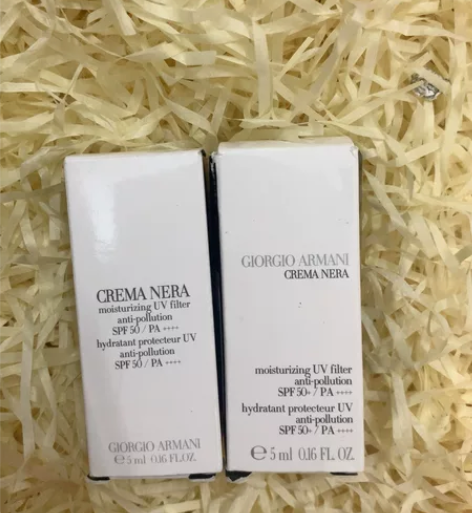 CREMA NERA
moisturizing UV filter
anti-pollution
SPF 50 / PA ++++
hydratant protecteur UV
anti-pollution
SPF 50 / PA ++++
GIORGIO ARMANI
℮ 5 ml 0.16 FL.OZ.
GIORGIO ARMANI
CREMA NERA
moisturizing UV filter
anti-pollution
SPF 50+ / PA ++++
hydratant protecteur UV
anti-pollution
SPF 50+ / PA ++++
℮ 5 ml 0.16 FL. OZ.